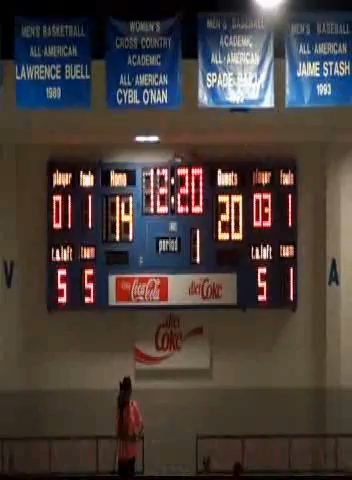 MEN'S BASKETBALL
ALL-AMERICAN
LAWRENCE BUELL
1989
WOMEN'S
CROSS COUNTRY
ACADEMIC
ALL-AMERICAN
CYBIL O'NAN
MEN'S BASEBALL
ACADEMIC
ALL-AMERICAN
SPADE
MEN'S BASEBALL
ALL-AMERICAN
JAIME STASH
1993
player fouls Home 12:20 Guests player fouls
01 1 14 20 03 1
period 1
t.o.left team t.o.left team
5 5 5 1
Coca-Cola diet Coke
diet
Coke
V A